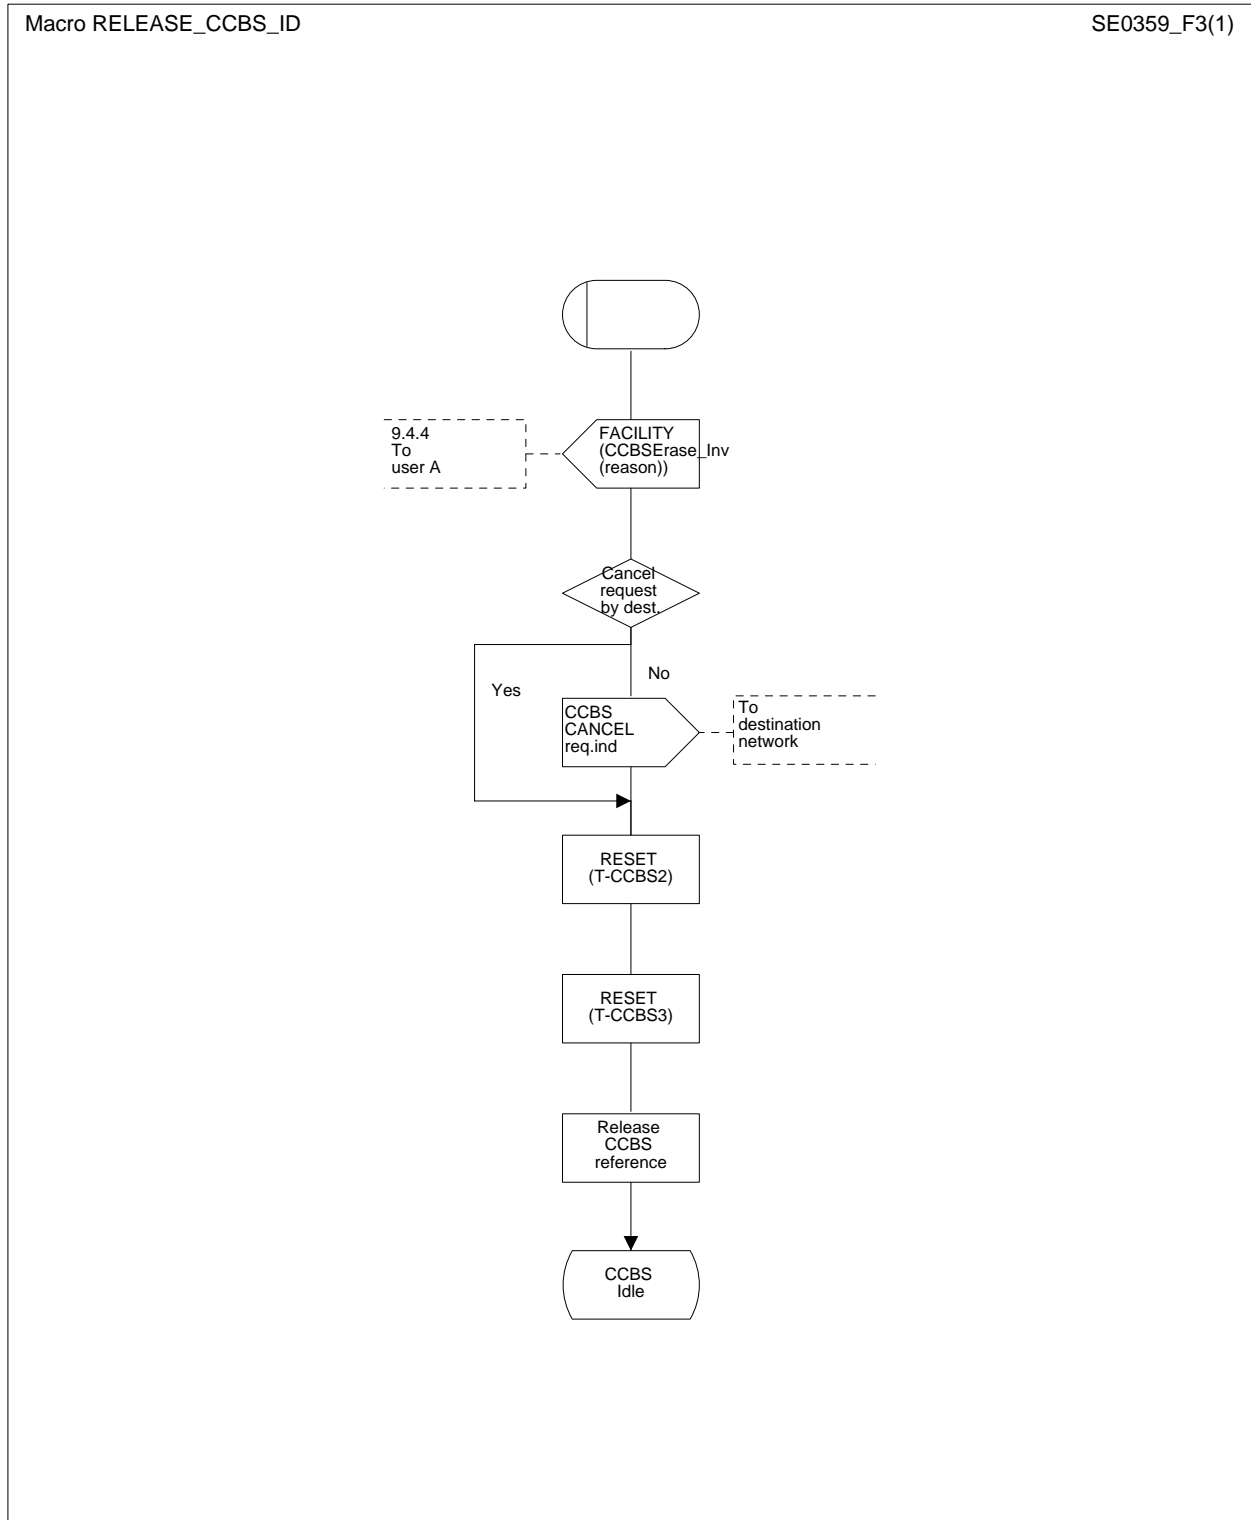 Macro RELEASE_CCBS_ID
SE0359_F3(1)
9.4.4
To
user A
FACILITY
(CCBSErase_Inv
(reason))
Cancel
request
by dest.
No
Yes
CCBS
CANCEL
req.ind
To
destination
network
RESET
(T-CCBS2)
RESET
(T-CCBS3)
Release
CCBS
reference
CCBS
Idle